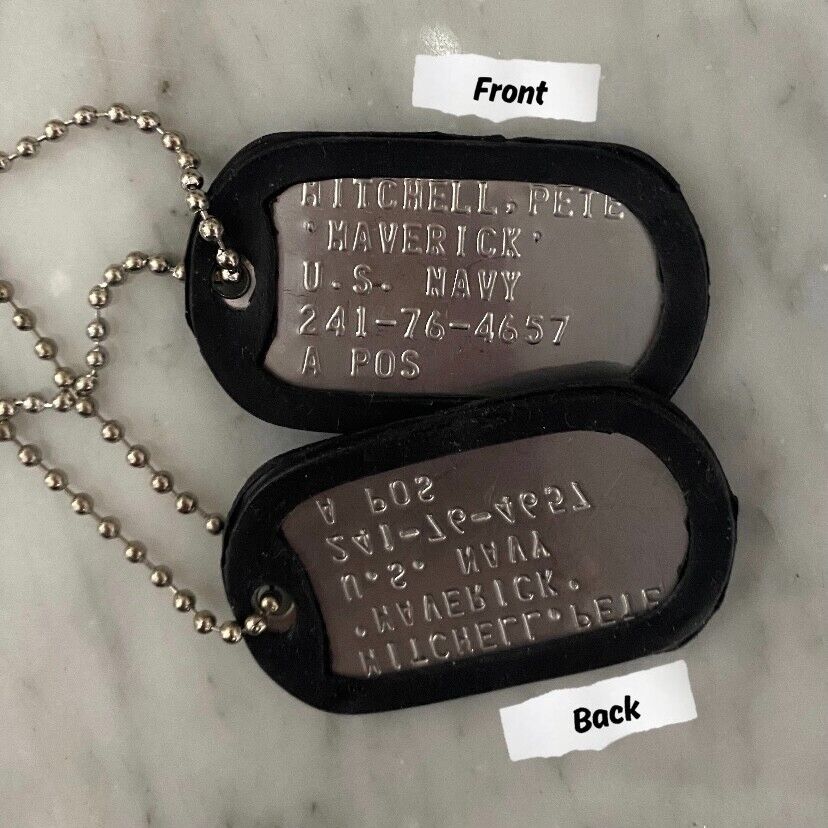 Front
MITCHELL, PETE
'MAVERICK'
U.S. NAVY
241-76-4657
A POS
A POS
241-76-4657
U.S. NAVY
'MAVERICK'
MITCHELL, PETE
Back